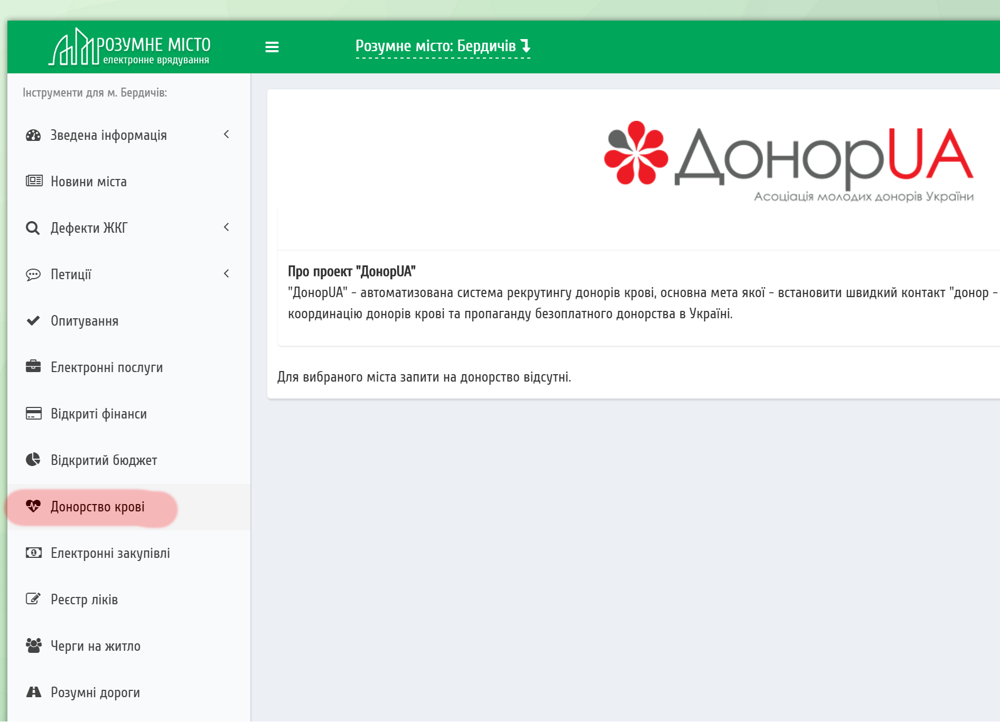 РОЗУМНЕ МІСТО
електронне врядування
Розумне місто: Бердичів
Інструменти для м. Бердичів:
Зведена інформація
Новини міста
Дефекти ЖКГ
Петиції
Опитування
Електронні послуги
Відкриті фінанси
Відкритий бюджет
Донорство крові
Електронні закупівлі
Реєстр ліків
Черги на житло
Розумні дороги
ДонорUA
Асоціація молодих донорів України
Про проект "ДонорUA"
"ДонорUA" - автоматизована система рекрутингу донорів крові, основна мета якої - встановити швидкий контакт "донор -
координацію донорів крові та пропаганду безоплатного донорства в Україні.
Для вибраного міста запити на донорство відсутні.